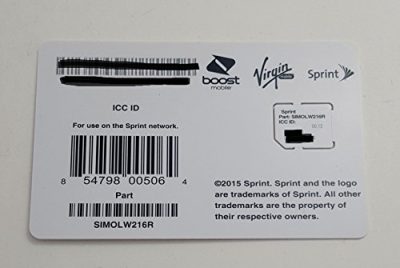 boost
mobile
Virgin
mobile
Sprint
ICC ID
For use on the Sprint network.
8 54798 00506 4
Part
SIMOLW216R
Sprint
Part: SIMOLW216R
ICC ID:
©2015 Sprint. Sprint and the logo
are trademarks of Sprint. All other
trademarks are the property of
their respective owners.